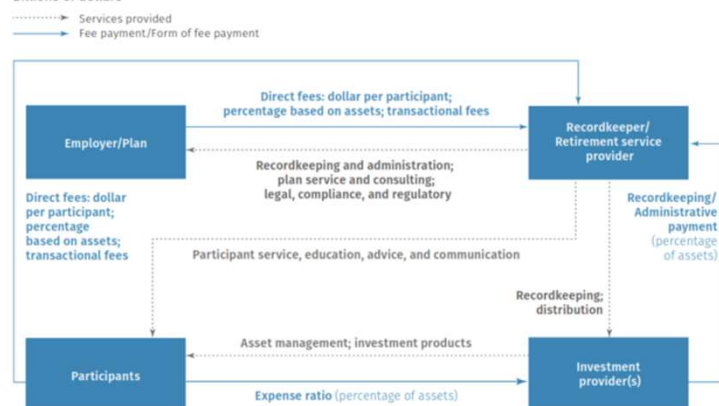 Services provided
Fee payment/Form of fee payment
Direct fees: dollar per participant;
percentage based on assets; transactional fees
Employer/Plan
Recordkeeper/
Retirement service
provider
Recordkeeping and administration;
plan service and consulting;
legal, compliance, and regulatory
Direct fees: dollar
per participant;
percentage
based on assets;
transactional fees
Recordkeeping/
Administrative
payment
(percentage
of assets)
Participant service, education, advice, and communication
Recordkeeping;
distribution
Asset management; investment products
Participants
Investment
provider(s)
Expense ratio (percentage of assets)